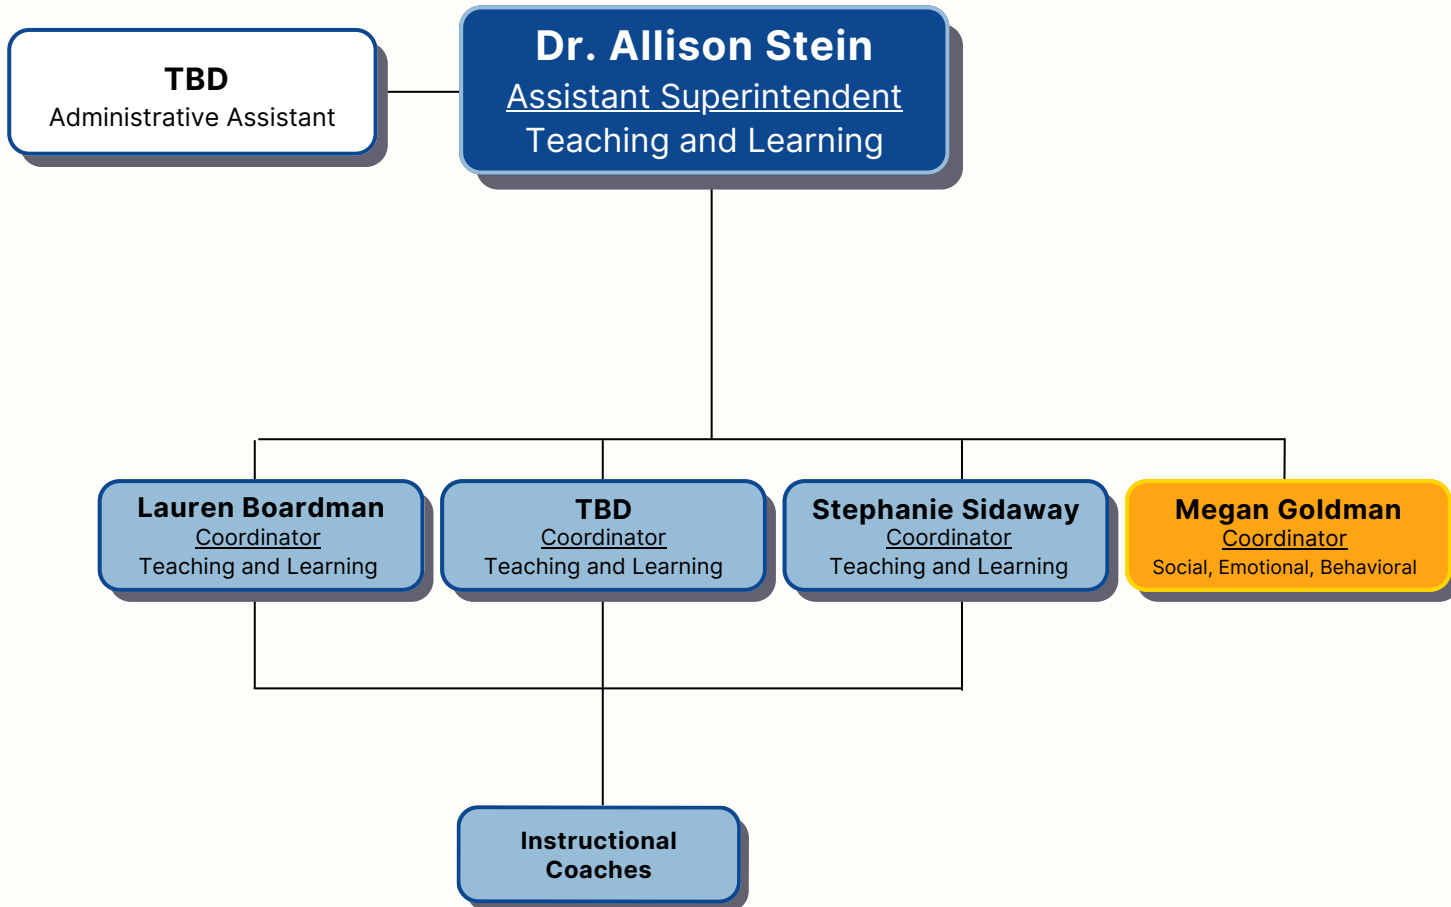 TBD
Administrative Assistant
Dr. Allison Stein
Assistant Superintendent
Teaching and Learning
Lauren Boardman
Coordinator
Teaching and Learning
TBD
Coordinator
Teaching and Learning
Stephanie Sidaway
Coordinator
Teaching and Learning
Megan Goldman
Coordinator
Social, Emotional, Behavioral
Instructional
Coaches